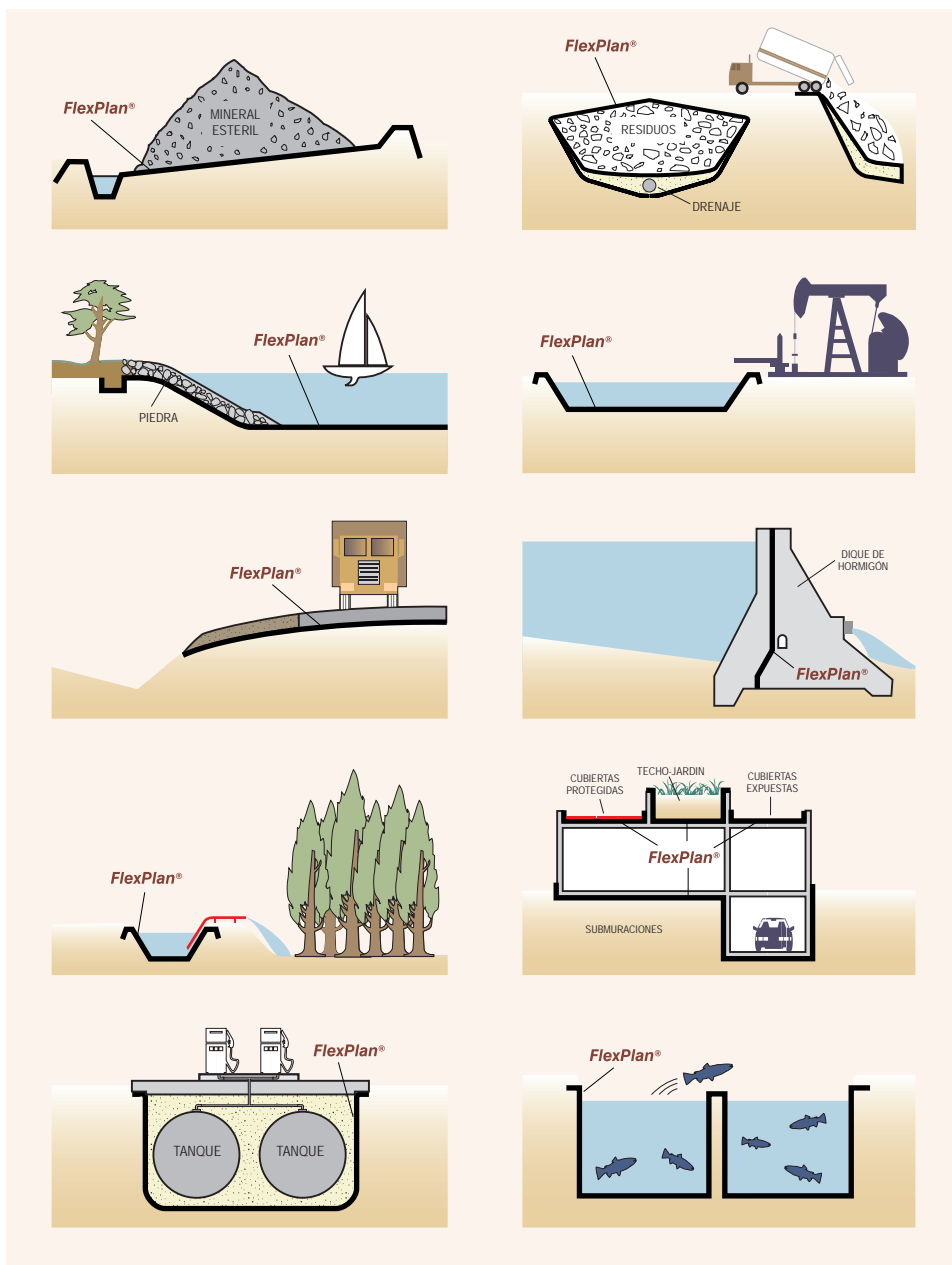 FlexPlan®
MINERAL
ESTERIL
FlexPlan®
RESIDUOS
DRENAJE
FlexPlan®
PIEDRA
FlexPlan®
FlexPlan®
DIQUE DE
HORMIGÓN
FlexPlan®
FlexPlan®
CUBIERTAS
PROTEGIDAS
TECHO-JARDIN
CUBIERTAS
EXPUESTAS
FlexPlan®
SUBMURACIONES
FlexPlan®
TANQUE
TANQUE
FlexPlan®